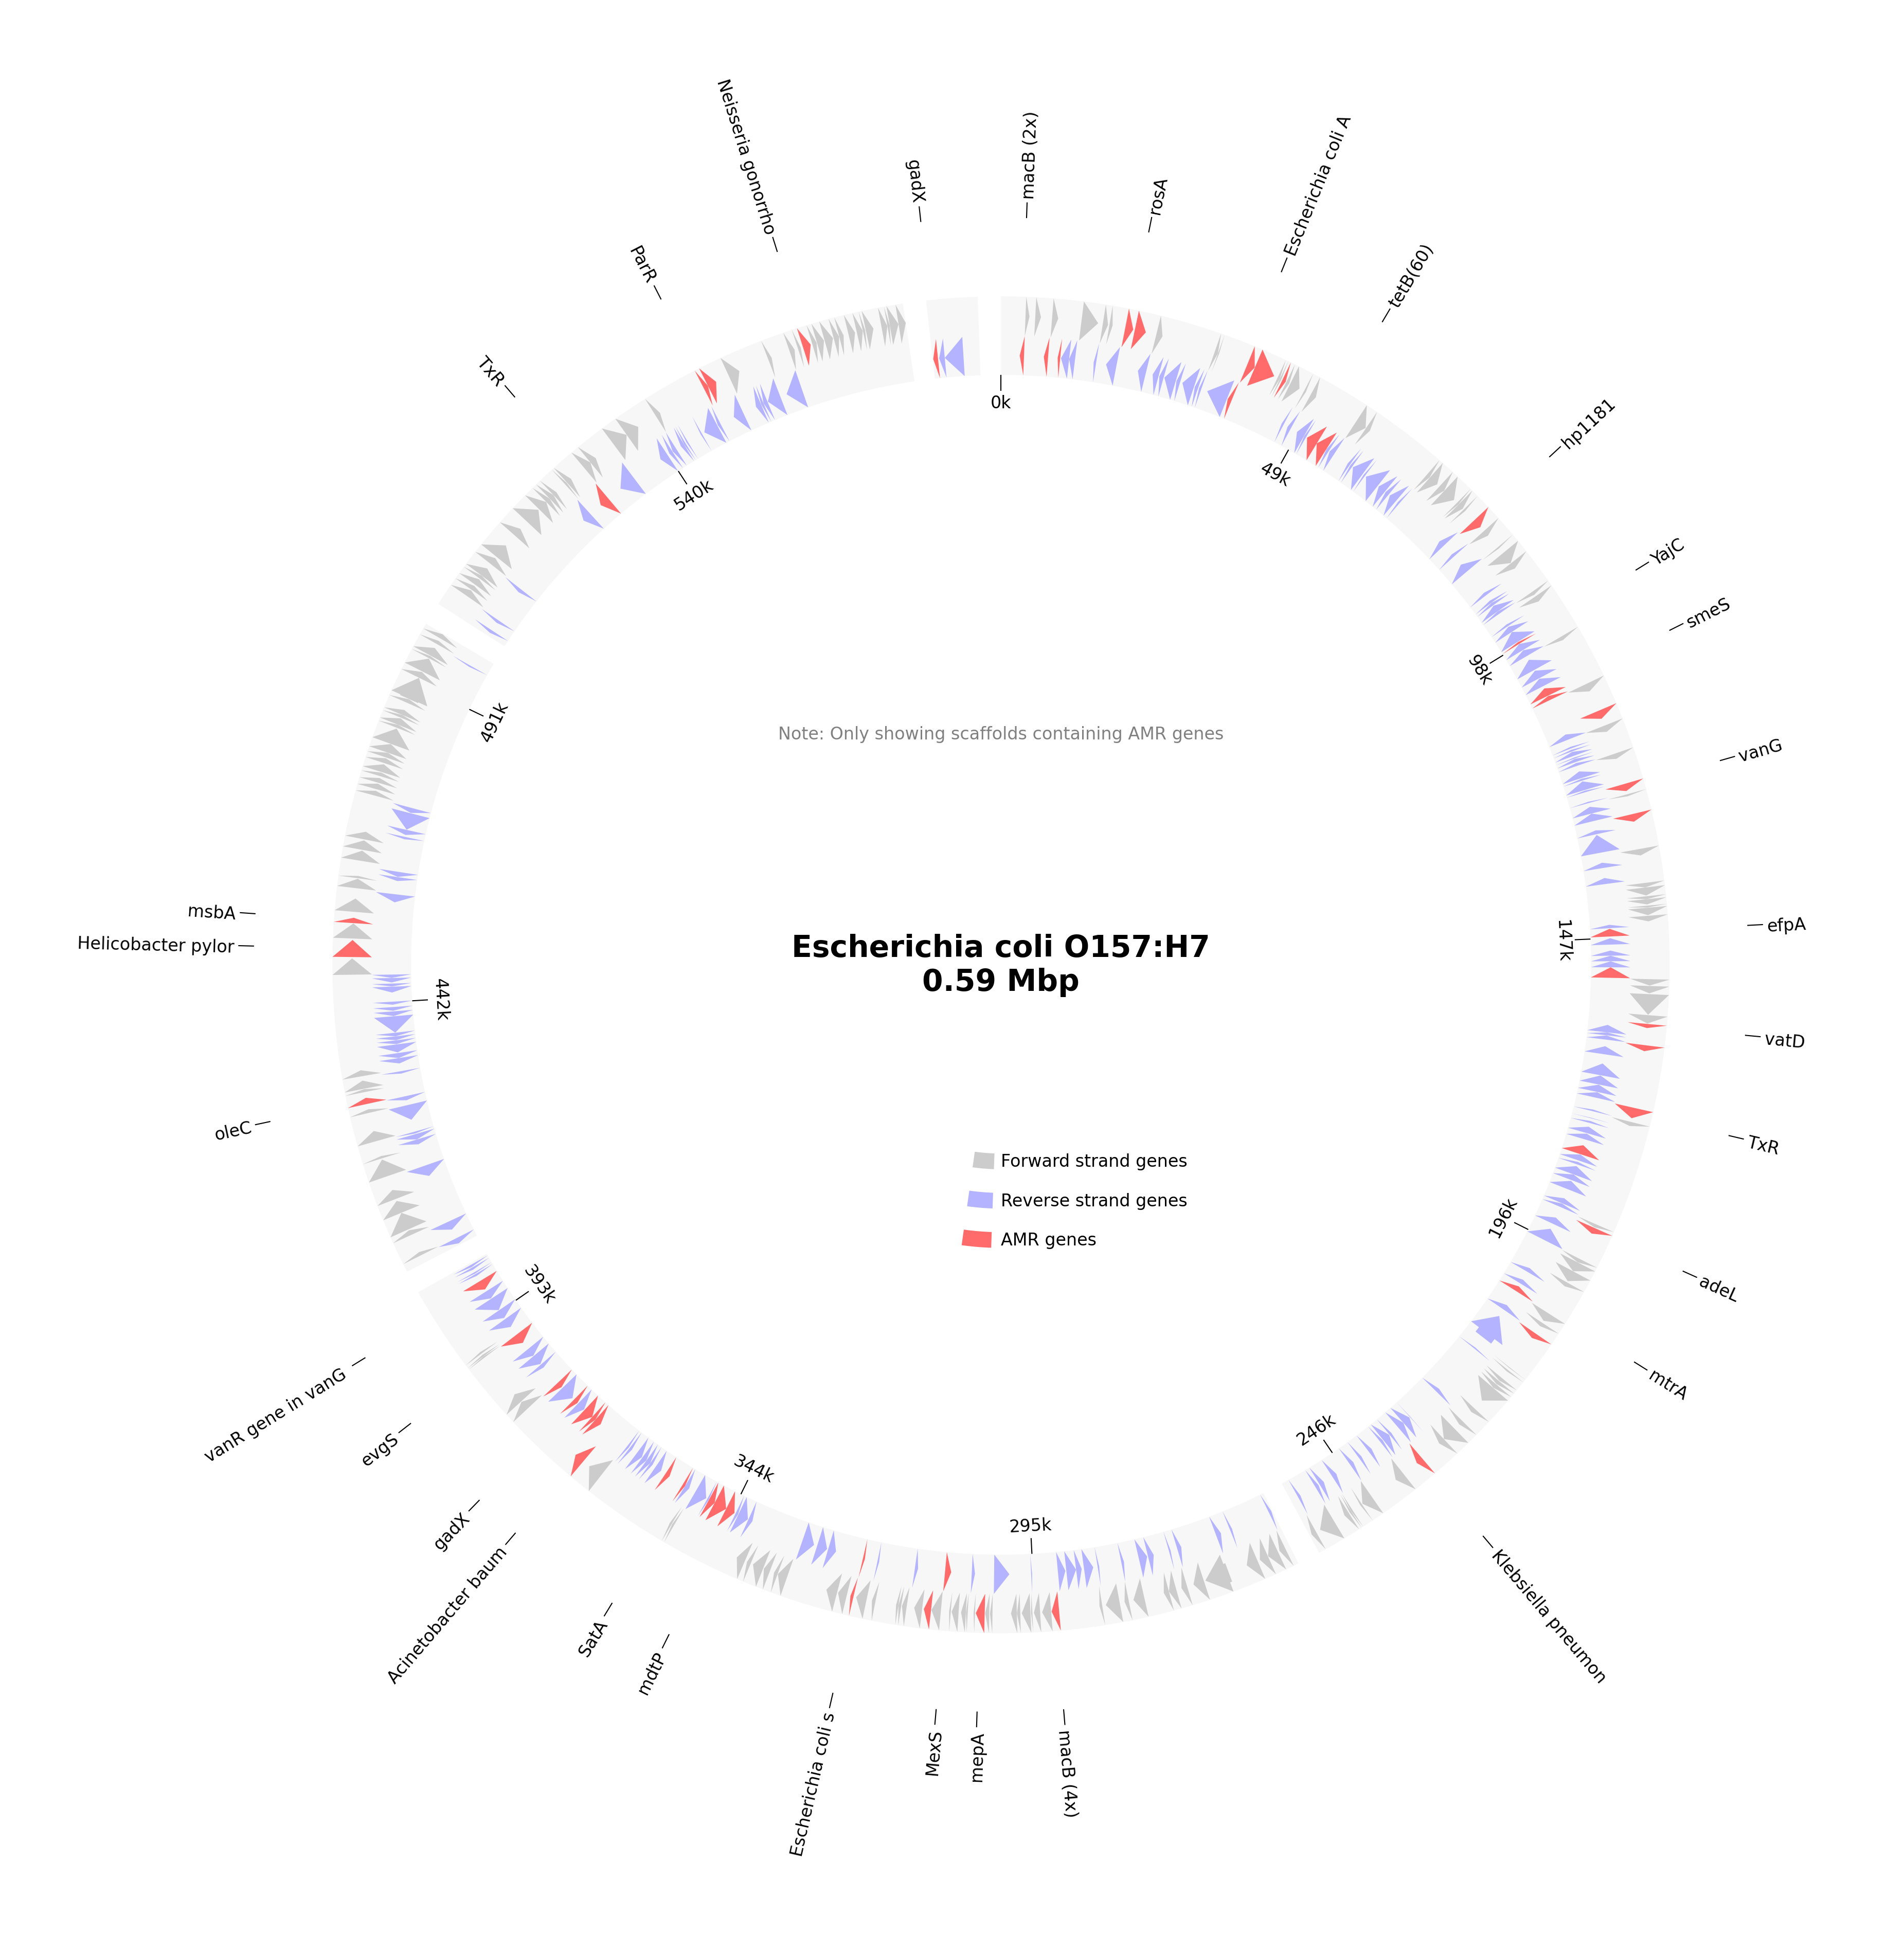 macB (2x)
rosA
Escherichia coli A
tetB(60)
hp1181
YajC
smeS
vanG
efpA
vatD
TxR
adeL
mtrA
Klebsiella pneumon
macB (4x)
mepA
MexS
Escherichia coli s
mdtP
SatA
Acinetobacter baum
gadX
evgS
vanR gene in vanG
oleC
Helicobacter pylor
msbA
TxR
ParR
Neisseria gonorrho
gadX
0k
49k
98k
147k
196k
246k
295k
344k
393k
442k
491k
540k
Note: Only showing scaffolds containing AMR genes
Escherichia coli O157:H7
0.59 Mbp
Forward strand genes
Reverse strand genes
AMR genes